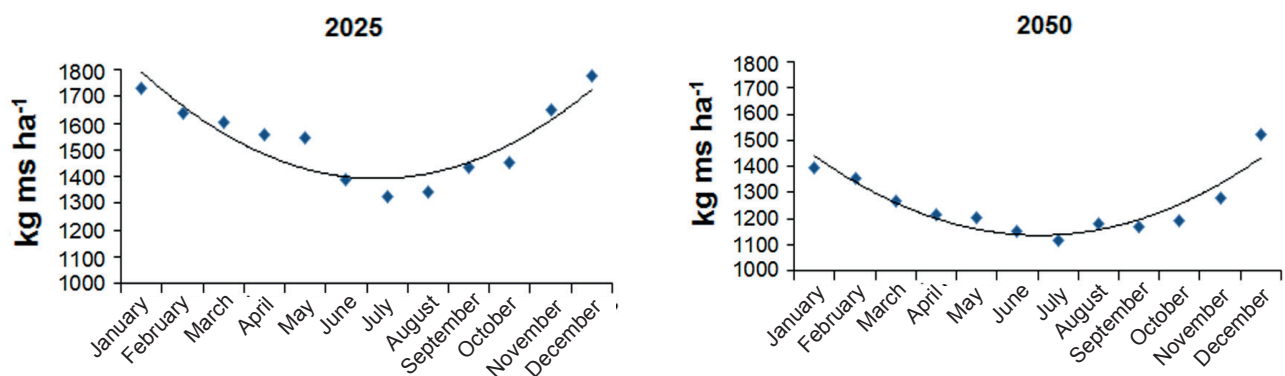 2025
kg ms ha-1
1800
1700
1600
1500
1400
1300
1200
1100
1000
January
February
March
April
May
June
July
August
September
October
November
December
2050
kg ms ha-1
1800
1700
1600
1500
1400
1300
1200
1100
1000
January
February
March
April
May
June
July
August
September
October
November
December